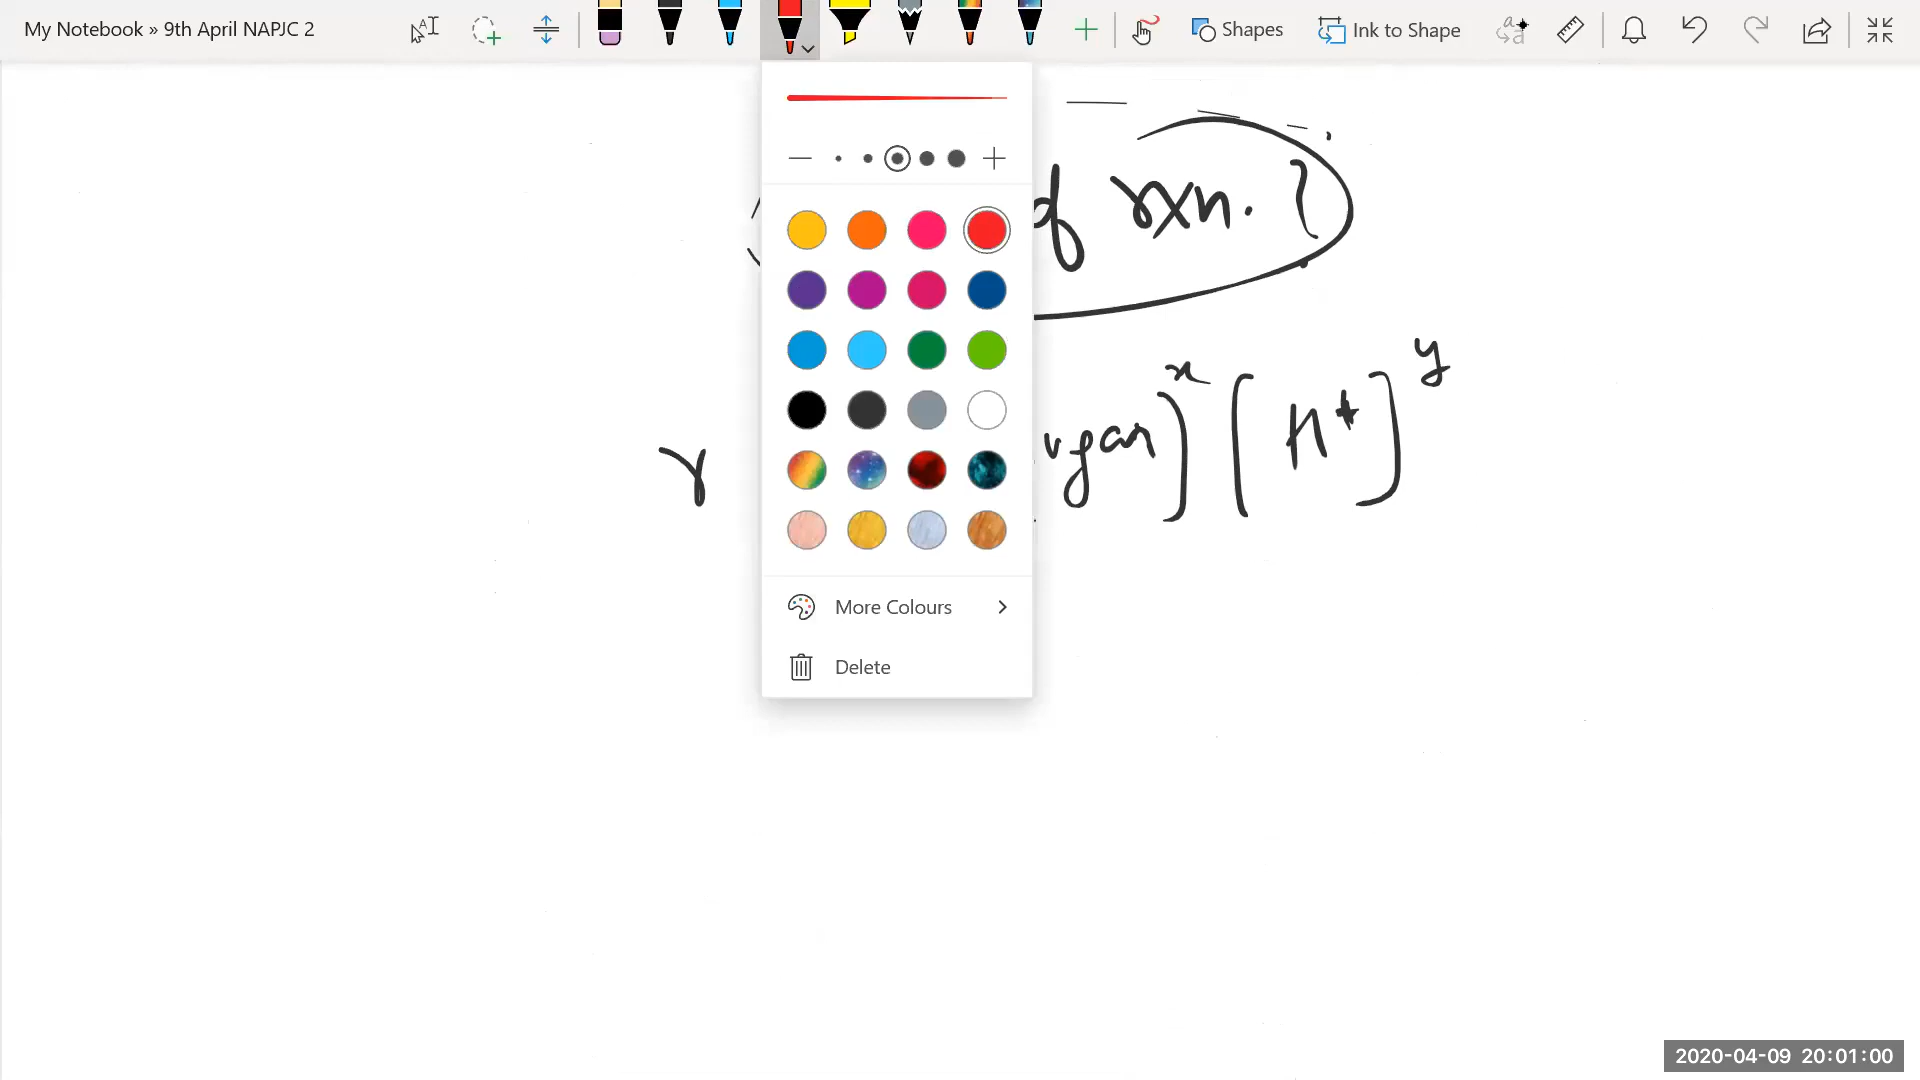 My Notebook » 9th April NAPJC 2
Shapes
Ink to Shape
of rxn.
r
x
y
H+
More Colours
Delete
2020-04-09 20:01:00